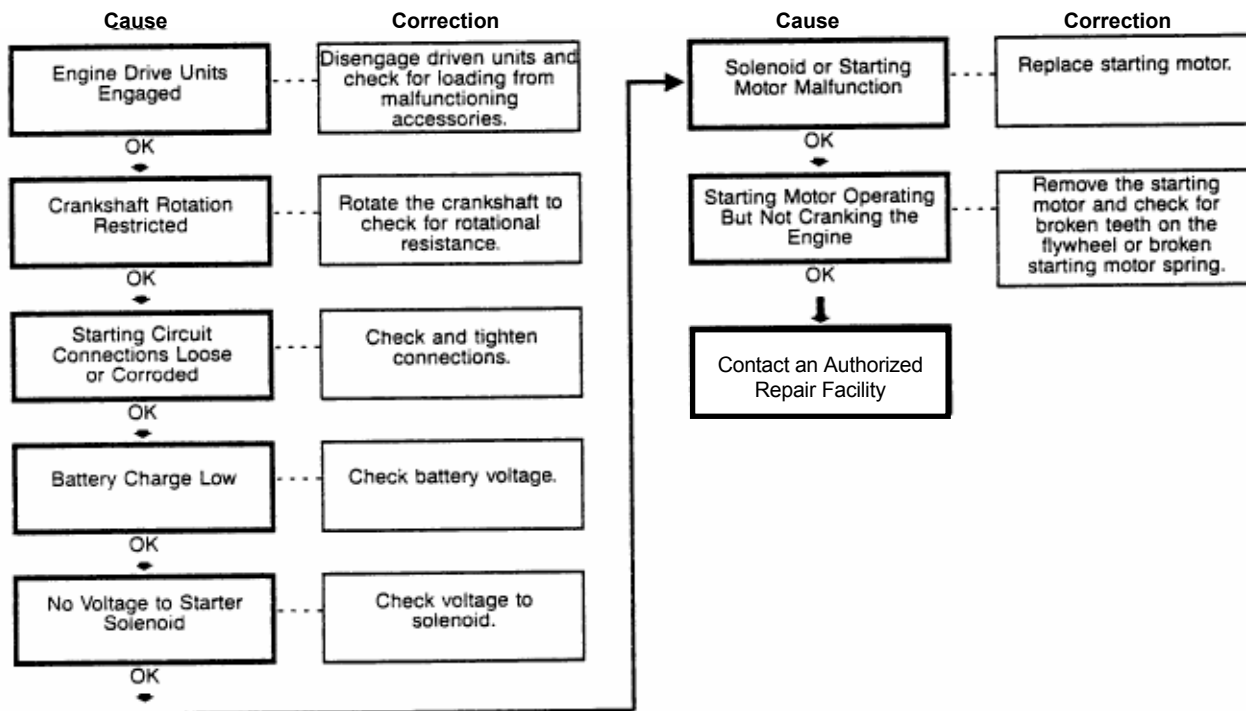 Cause
Correction
Engine Drive Units
Engaged
Disengage driven units and
check for loading from
malfunctioning
accessories.
OK
Crankshaft Rotation
Restricted
Rotate the crankshaft to
check for rotational
resistance.
OK
Starting Circuit
Connections Loose
or Corroded
Check and tighten
connections.
OK
Battery Charge Low
Check battery voltage.
OK
No Voltage to Starter
Solenoid
Check voltage to
solenoid.
OK
Cause
Correction
Solenoid or Starting
Motor Malfunction
Replace starting motor.
OK
Starting Motor Operating
But Not Cranking the
Engine
Remove the starting
motor and check for
broken teeth on the
flywheel or broken
starting motor spring.
OK
Contact an Authorized
Repair Facility